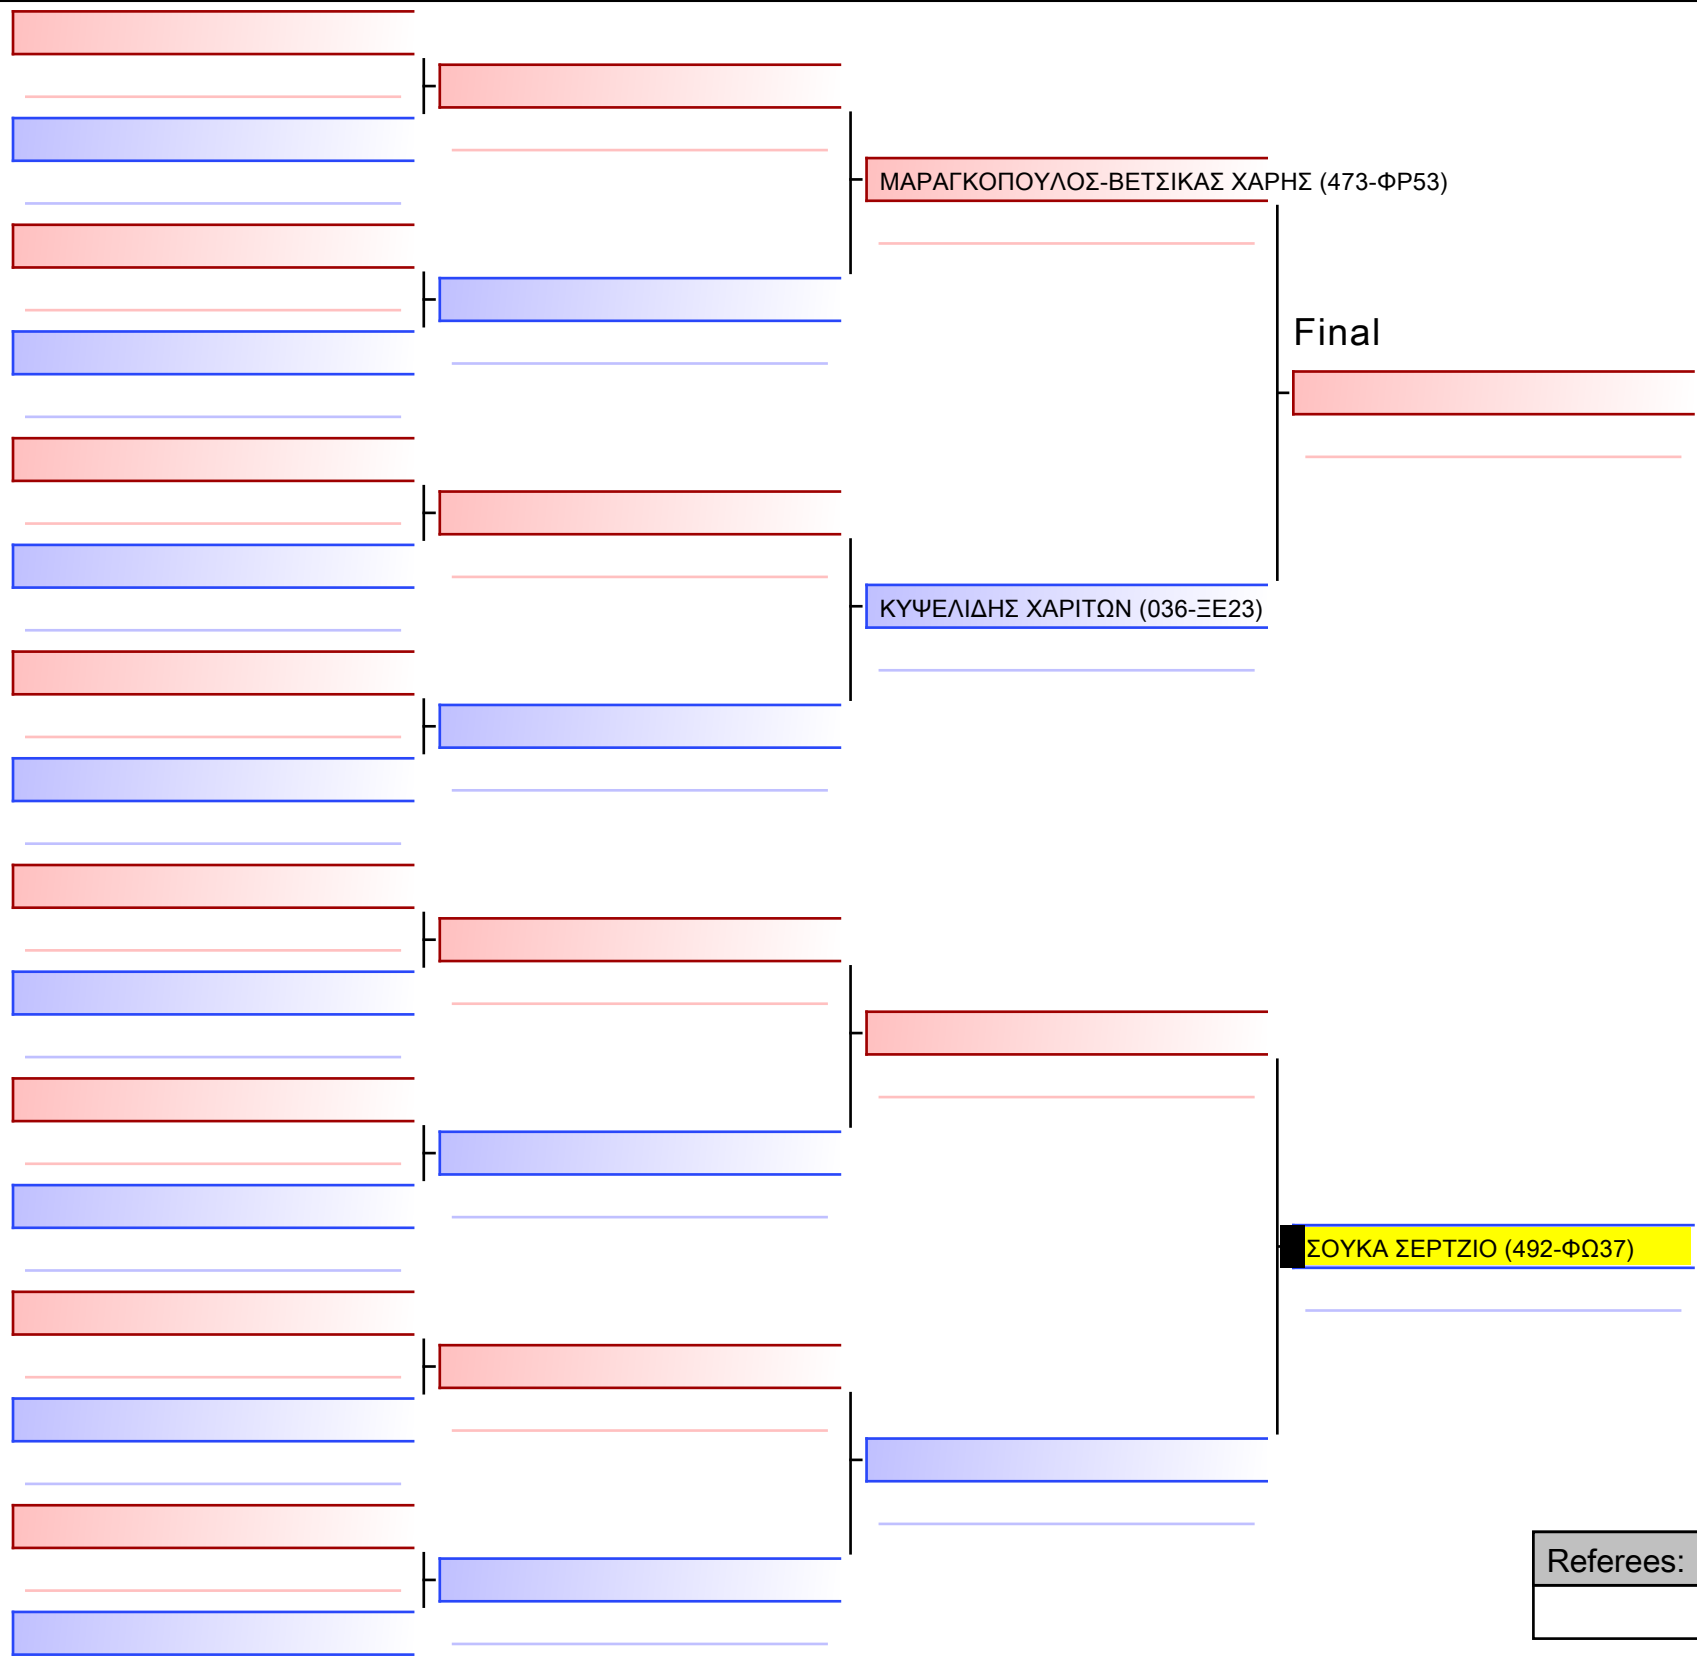 ΜΑΡΑΓΚΟΠΟΥΛΟΣ-ΒΕΤΣΙΚΑΣ ΧΑΡΗΣ (473-ΦΡ53)
Final
ΚΥΨΕΛΙΔΗΣ ΧΑΡΙΤΩΝ (036-ΞΕ23)
ΣΟΥΚΑ ΣΕΡΤΖΙΟ (492-ΦΩ37)
Referees: